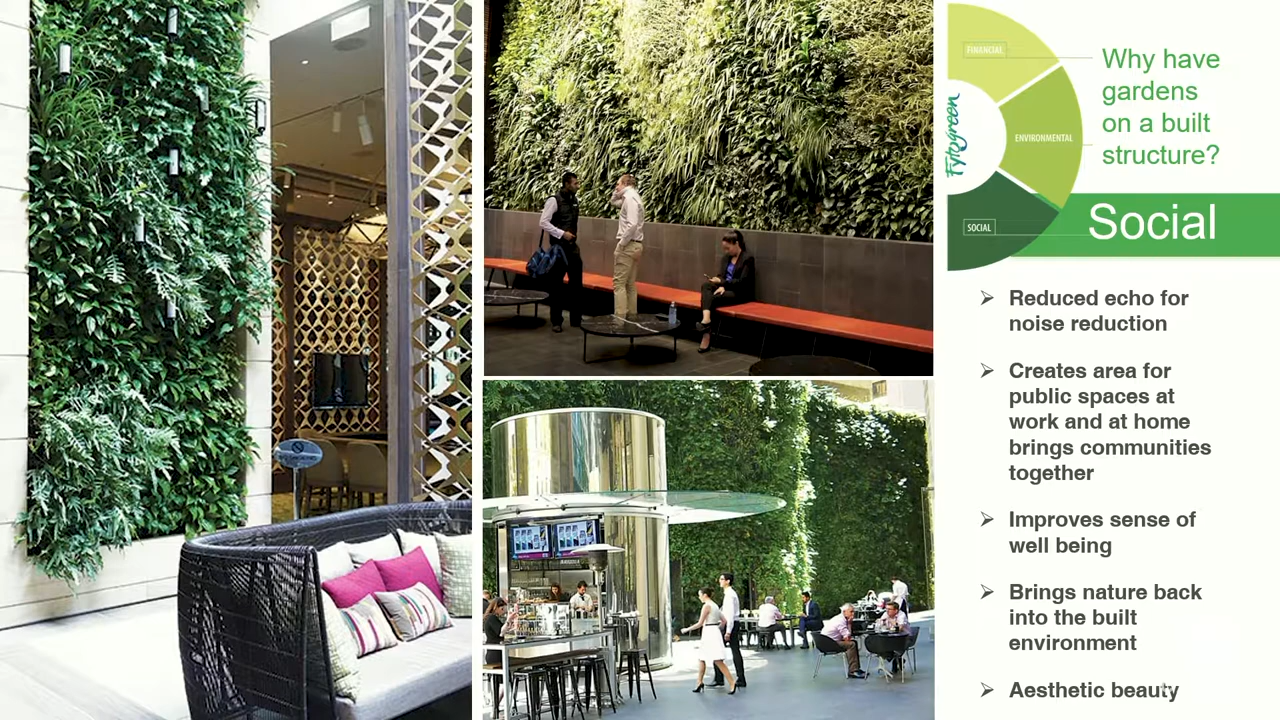 FINANCIAL
ENVIRONMENTAL
SOCIAL
Fytogreen
Why have
gardens
on a built
structure?
Social
➢ Reduced echo for
noise reduction
➢ Creates area for
public spaces at
work and at home
brings communities
together
➢ Improves sense of
well being
➢ Brings nature back
into the built
environment
➢ Aesthetic beauty